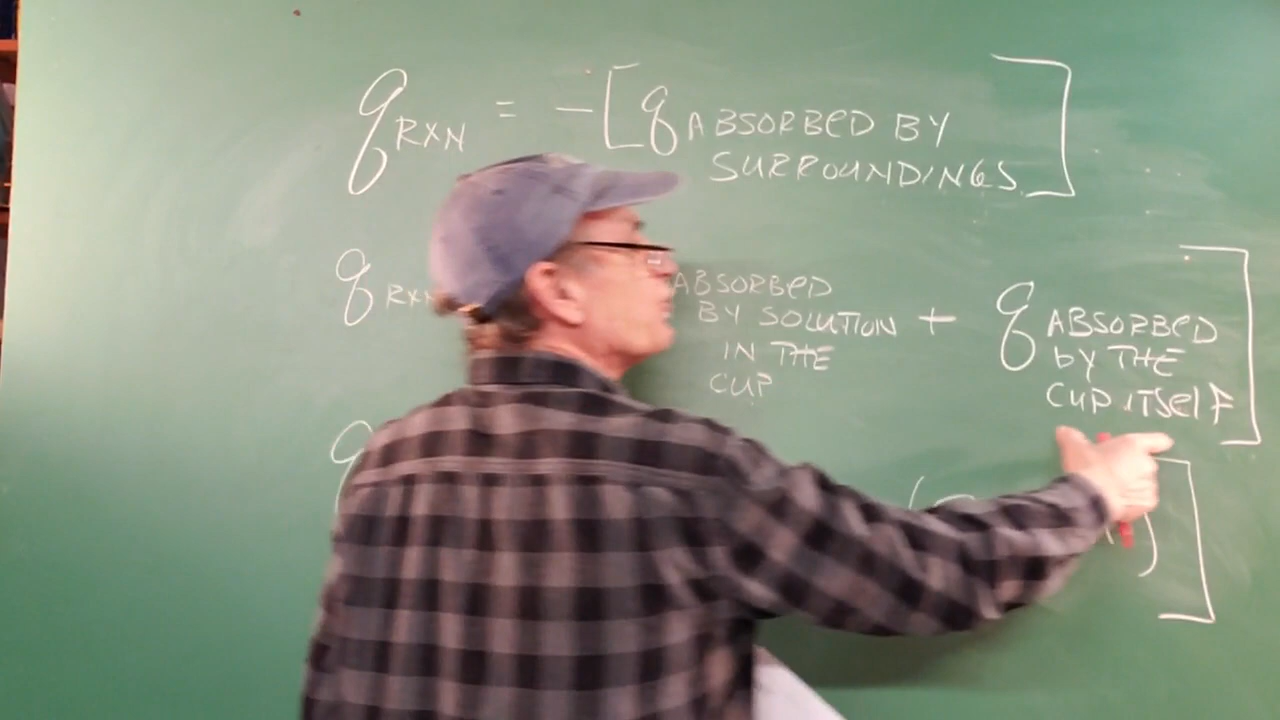 q RXN = -[q ABSORBED BY
SURROUNDINGS]
q RXN ABSORBED
BY SOLUTION
IN THE
CUP
+ q ABSORBED
BY THE
CUP ITSELF]
q ( ) ]